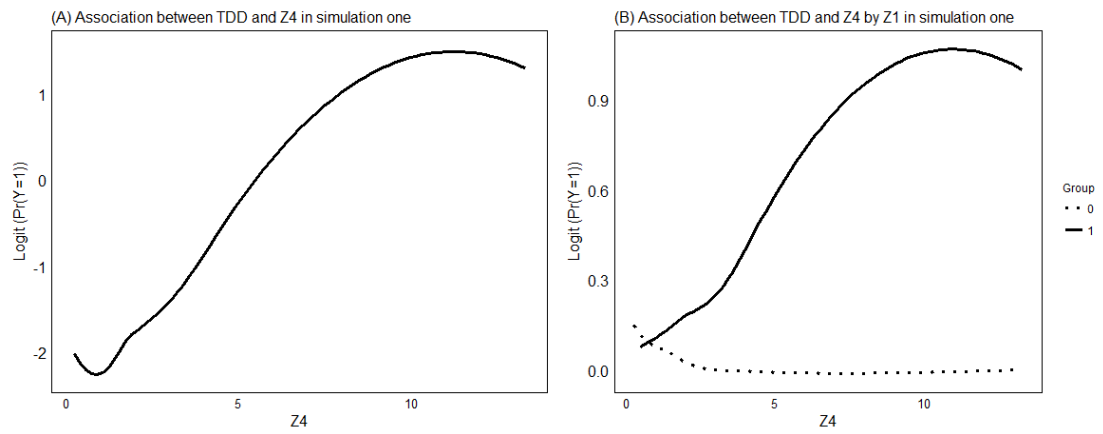 (A) Association between TDD and Z4 in simulation one
Logit (Pr(Y=1))
1
0
-1
-2
0
5
10
Z4
(B) Association between TDD and Z4 by Z1 in simulation one
Logit (Pr(Y=1))
0.9
0.6
0.3
0.0
0
5
10
Z4
Group
0
1